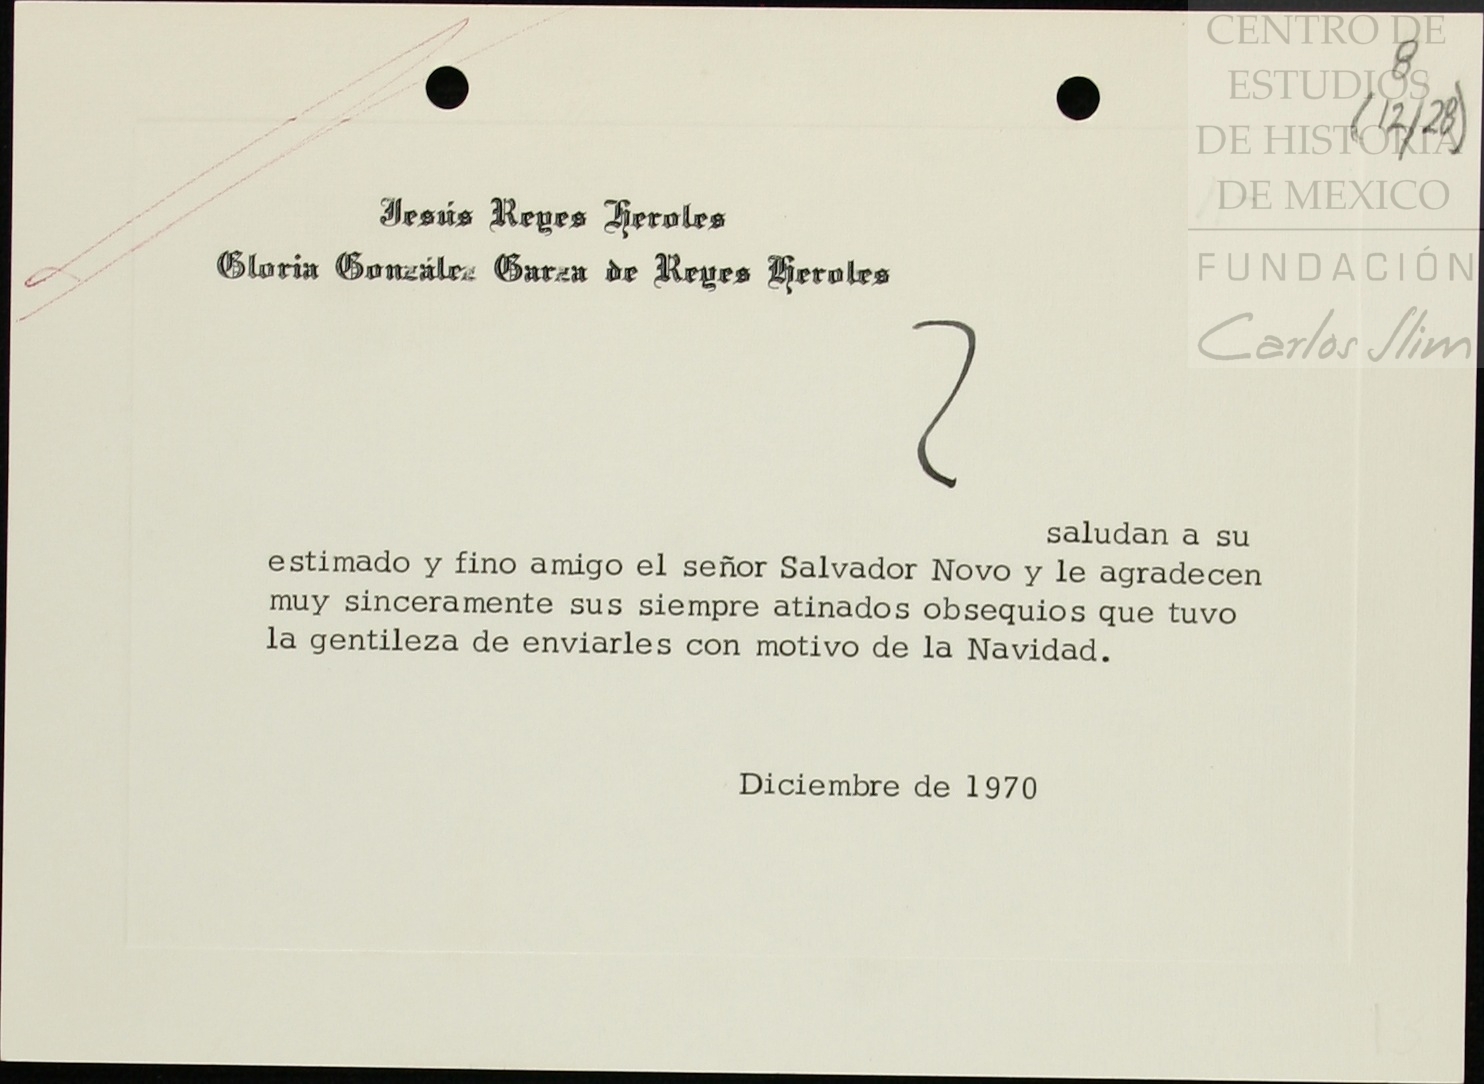 CENTRO DE
ESTUDIOS
DE HISTORIA
DE MEXICO
FUNDACIÓN
Carlos Slim
8
(12/28)
Jesús Reyes Heroles
Gloria González Garza de Reyes Heroles
saludan a su
estimado y fino amigo el señor Salvador Novo y le agradecen
muy sinceramente sus siempre atinados obsequios que tuvo
la gentileza de enviarles con motivo de la Navidad.
Diciembre de 1970